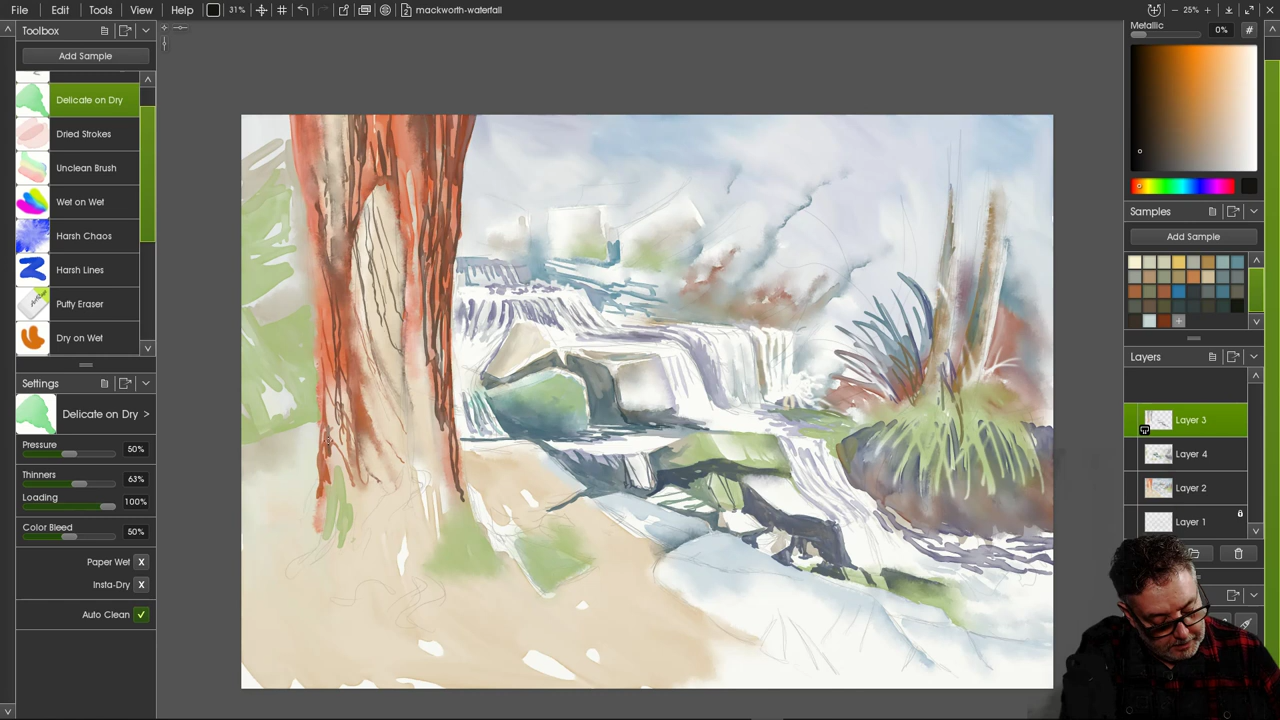 File Edit Tools View Help 31% mackworth-waterfall 25%
Toolbox
Add Sample
Delicate on Dry
Dried Strokes
Unclean Brush
Wet on Wet
Harsh Chaos
Harsh Lines
Putty Eraser
Dry on Wet
Settings
Delicate on Dry >
Pressure
50%
Thinners
63%
Loading
100%
Color Bleed
50%
Paper Wet X
Insta-Dry X
Auto Clean
Metallic
0% #
Samples
Add Sample
Layers
Layer 3
Layer 4
Layer 2
Layer 1